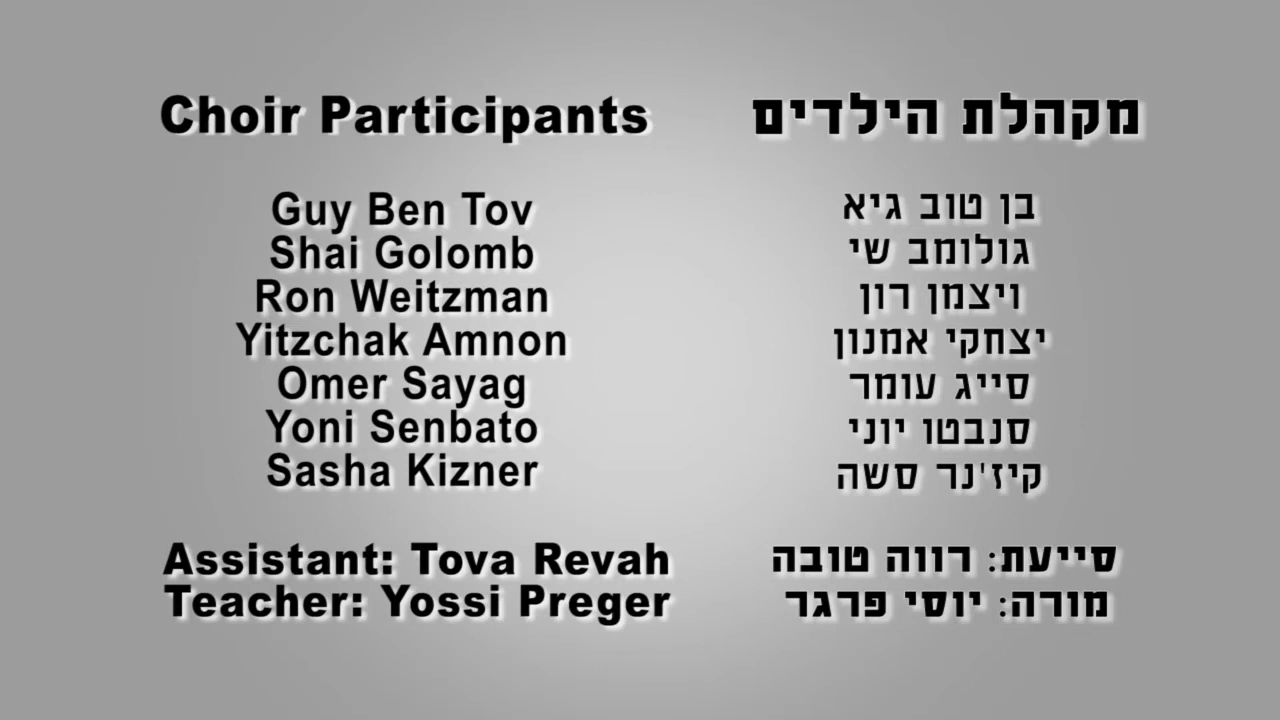 Choir Participants
Guy Ben Tov
Shai Golomb
Ron Weitzman
Yitzchak Amnon
Omer Sayag
Yoni Senbato
Sasha Kizner
Assistant: Tova Revah
Teacher: Yossi Preger
מקהלת הילדים
בן טוב גיא
גולומב שי
ויצמן רון
יצחקי אמנון
סייג עומר
סנבטו יוני
קיז'נר סשה
סייעת: רווה טובה
מורה: יוסי פרגר